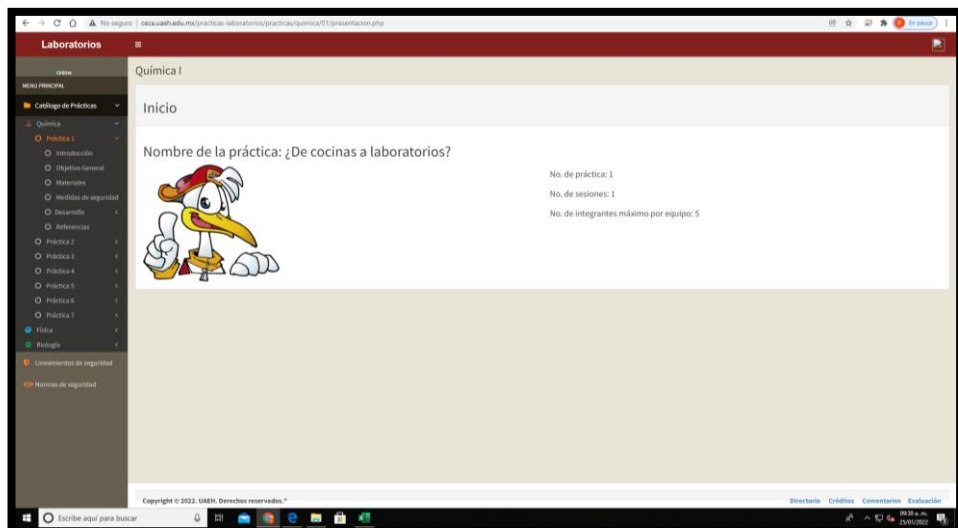 No seguro | ceca.uaeh.edu.mx/practicas-laboratorios/practicas/quimica/01/presentacion.php
En pausa
Laboratorios
Online
MENU PRINCIPAL
Catálogo de Prácticas
Química
Práctica 1
Introducción
Objetivo General
Materiales
Medidas de seguridad
Desarrollo
Referencias
Práctica 2
Práctica 3
Práctica 4
Práctica 5
Práctica 6
Práctica 7
Física
Biología
Lineamientos de seguridad
Normas de seguridad
Química I
Inicio
Nombre de la práctica: ¿De cocinas a laboratorios?
No. de práctica: 1
No. de sesiones: 1
No. de integrantes máximo por equipo: 5
Copyright © 2022. UAEH. Derechos reservados.®
Directorio Créditos Comentarios Evaluación
Escribe aquí para buscar
09:30 a. m.
25/01/2022